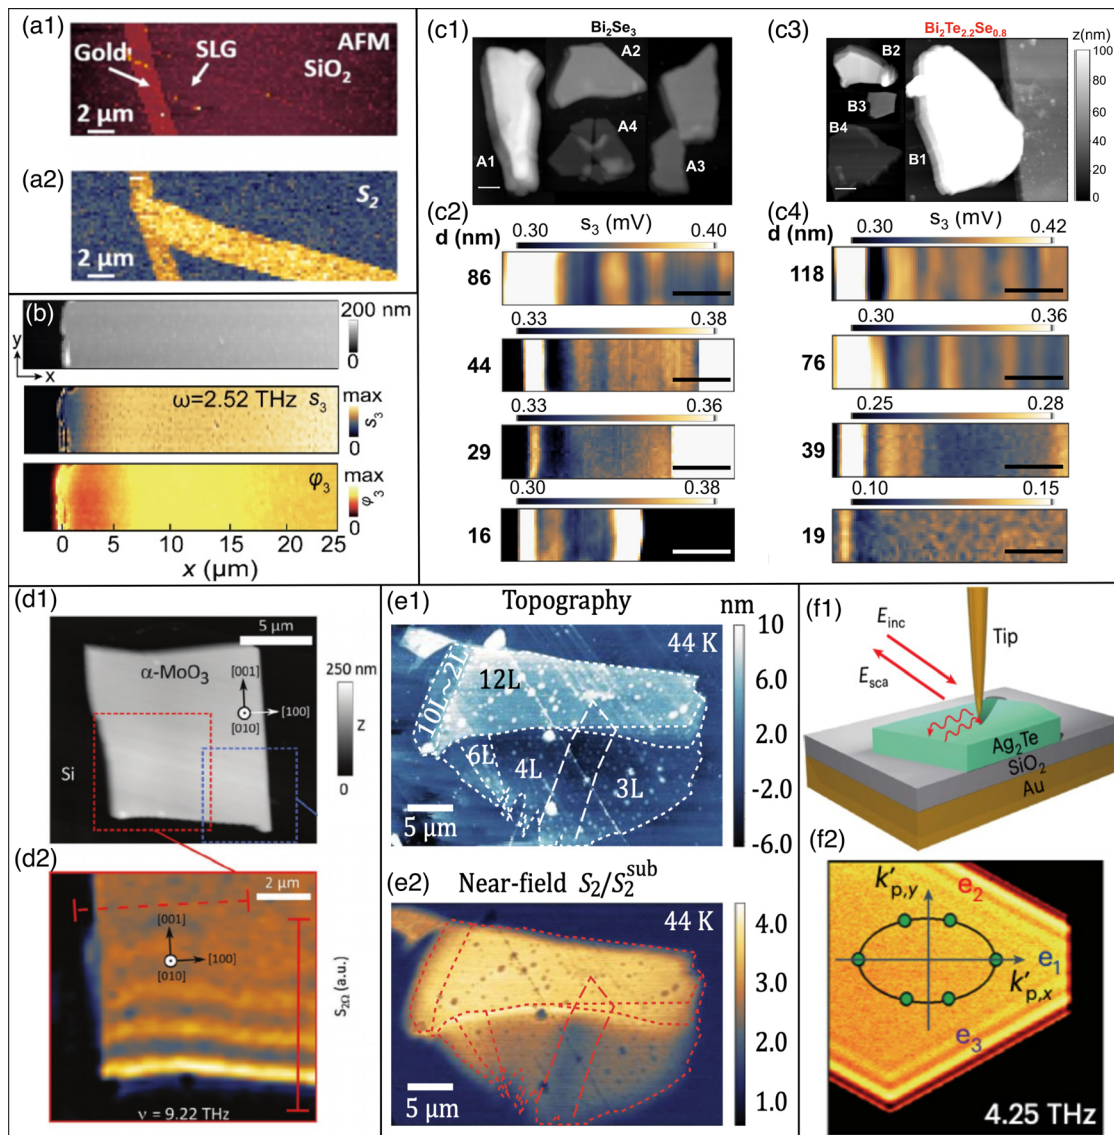 (a1)
Gold
SLG
AFM
SiO₂
2 µm
(a2)
S₂
2 µm
(b)
200 nm
0
y
x
ω=2.52 THz s₃
max
s₃
0
φ₃
max
φ₃
0
0 5 10 15 20 25
x (µm)
(c1)
Bi₂Se₃
A2
A4
A1
A3
(c2)
s₃ (mV)
d (nm)
0.30 0.40
86
0.33 0.38
44
0.33 0.36
29
0.30 0.38
16
(c3)
Bi₂Te₂.₂Se₀.₈
z(nm)
100
80
60
40
20
0
B2
B3
B4
B1
(c4)
s₃ (mV)
d (nm)
0.30 0.42
118
0.30 0.36
76
0.25 0.28
39
0.10 0.15
19
(d1)
5 µm
α-MoO₃
[001]
[100]
[010]
Si
250 nm
z
0
(d2)
2 µm
[001]
[100]
[010]
ν = 9.22 THz
S₂Ω (a.u.)
(e1)
Topography
nm
44 K
10L~2L
12L
6L
4L
3L
5 µm
10
6.0
2.0
-2.0
-6.0
(e2)
Near-field S₂/S₂ˢᵘᵇ
44 K
5 µm
4.0
3.0
2.0
1.0
(f1)
Einc
Esca
Tip
Ag₂Te
SiO₂
Au
(f2)
k′p,y
e₂
e₁
k′p,x
e₃
4.25 THz